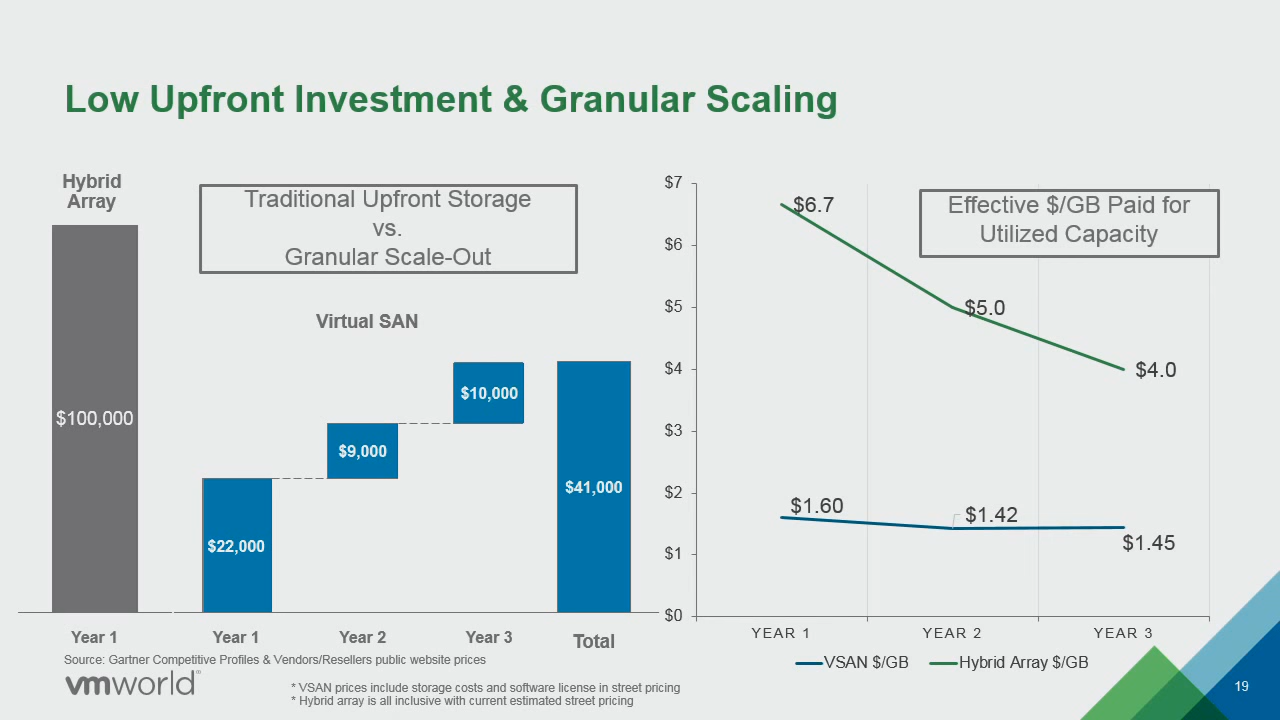 Low Upfront Investment & Granular Scaling
Hybrid
Array
Traditional Upfront Storage
vs.
Granular Scale-Out
Virtual SAN
$100,000
$22,000
$9,000
$10,000
$41,000
Year 1
Year 1
Year 2
Year 3
Total
Effective $/GB Paid for
Utilized Capacity
$7
$6
$5
$4
$3
$2
$1
$0
$6.7
$5.0
$4.0
$1.60
$1.42
$1.45
YEAR 1
YEAR 2
YEAR 3
VSAN $/GB
Hybrid Array $/GB
Source: Gartner Competitive Profiles & Vendors/Resellers public website prices
vmworld®
* VSAN prices include storage costs and software license in street pricing
* Hybrid array is all inclusive with current estimated street pricing
19